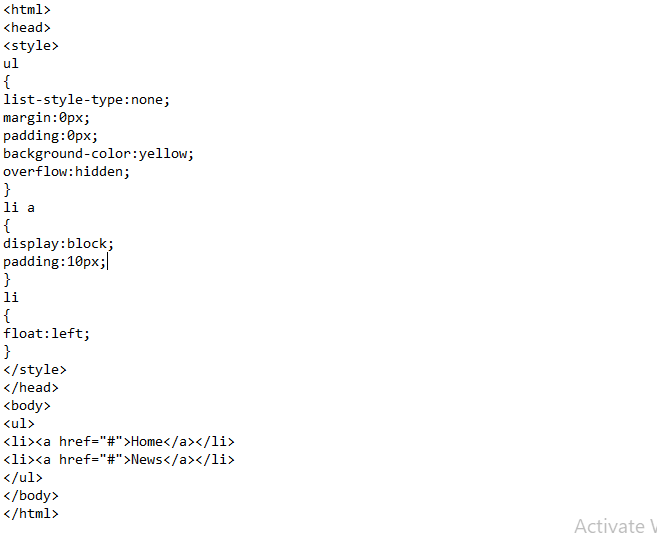 <html>
<head>
<style>
ul
{
list-style-type:none;
margin:0px;
padding:0px;
background-color:yellow;
overflow:hidden;
}
li a
{
display:block;
padding:10px;
}
li
{
float:left;
}
</style>
</head>
<body>
<ul>
<li><a href="#">Home</a></li>
<li><a href="#">News</a></li>
</ul>
</body>
</html>
Activate